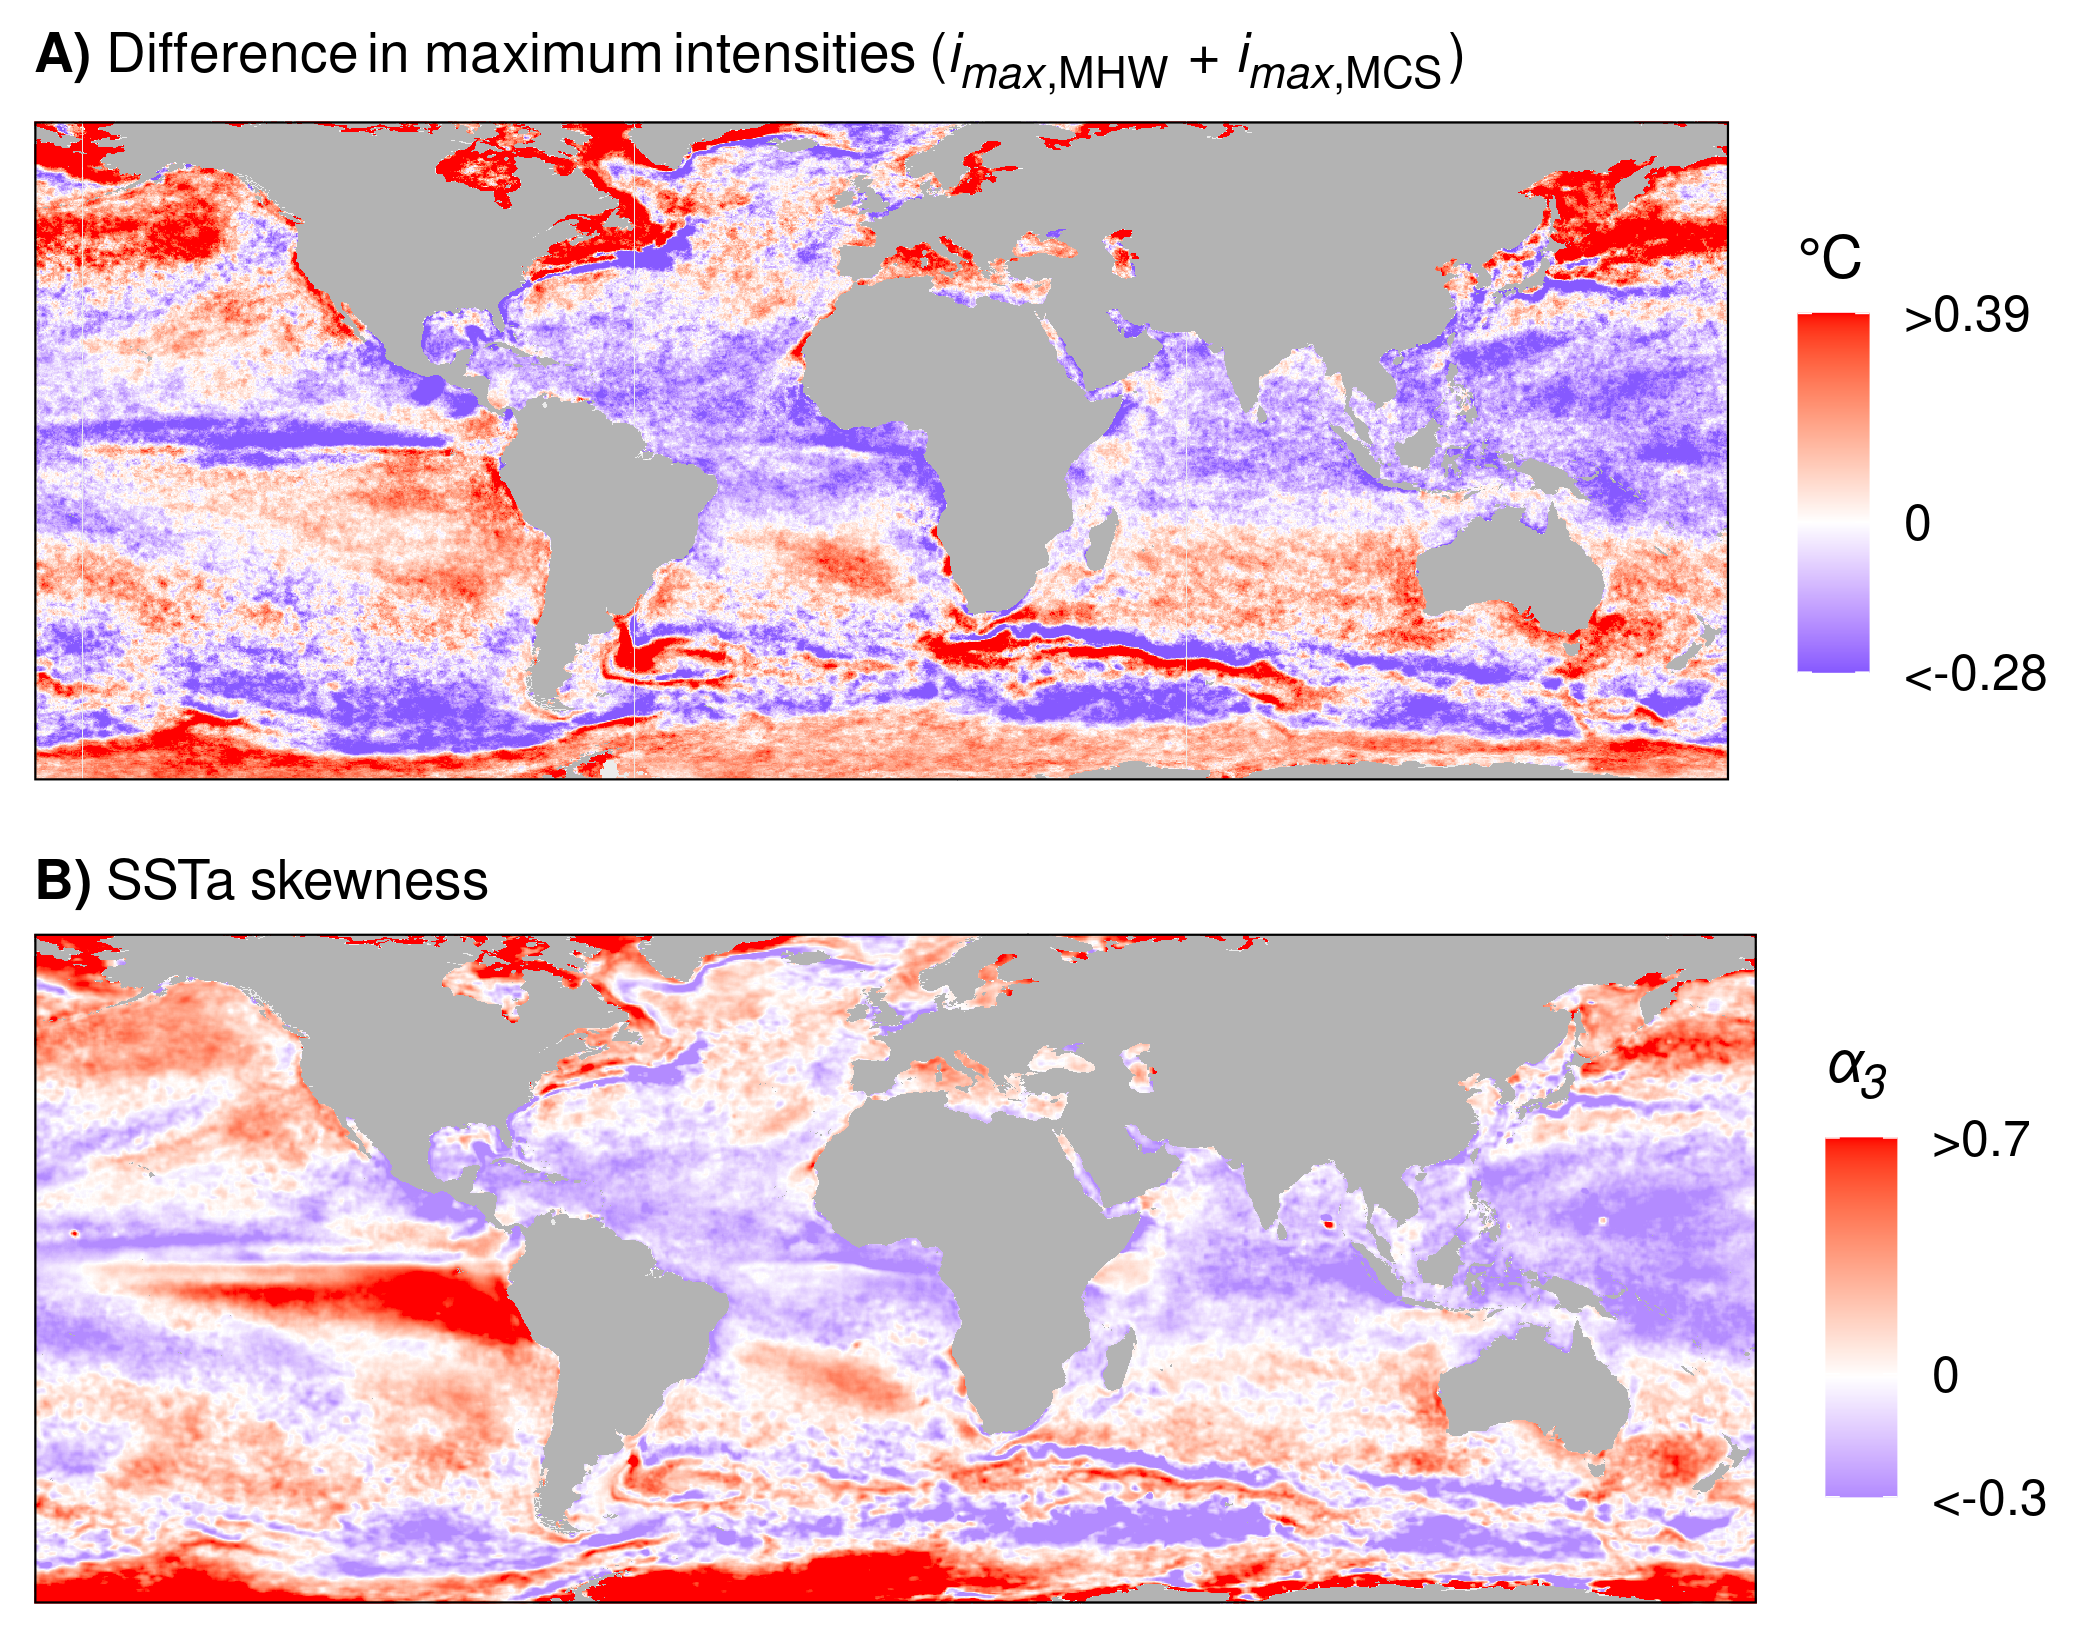 A) Difference in maximum intensities (imax,MHW + imax,MCS)
°C
>0.39
0
<-0.28
B) SSTa skewness
α3
>0.7
0
<-0.3